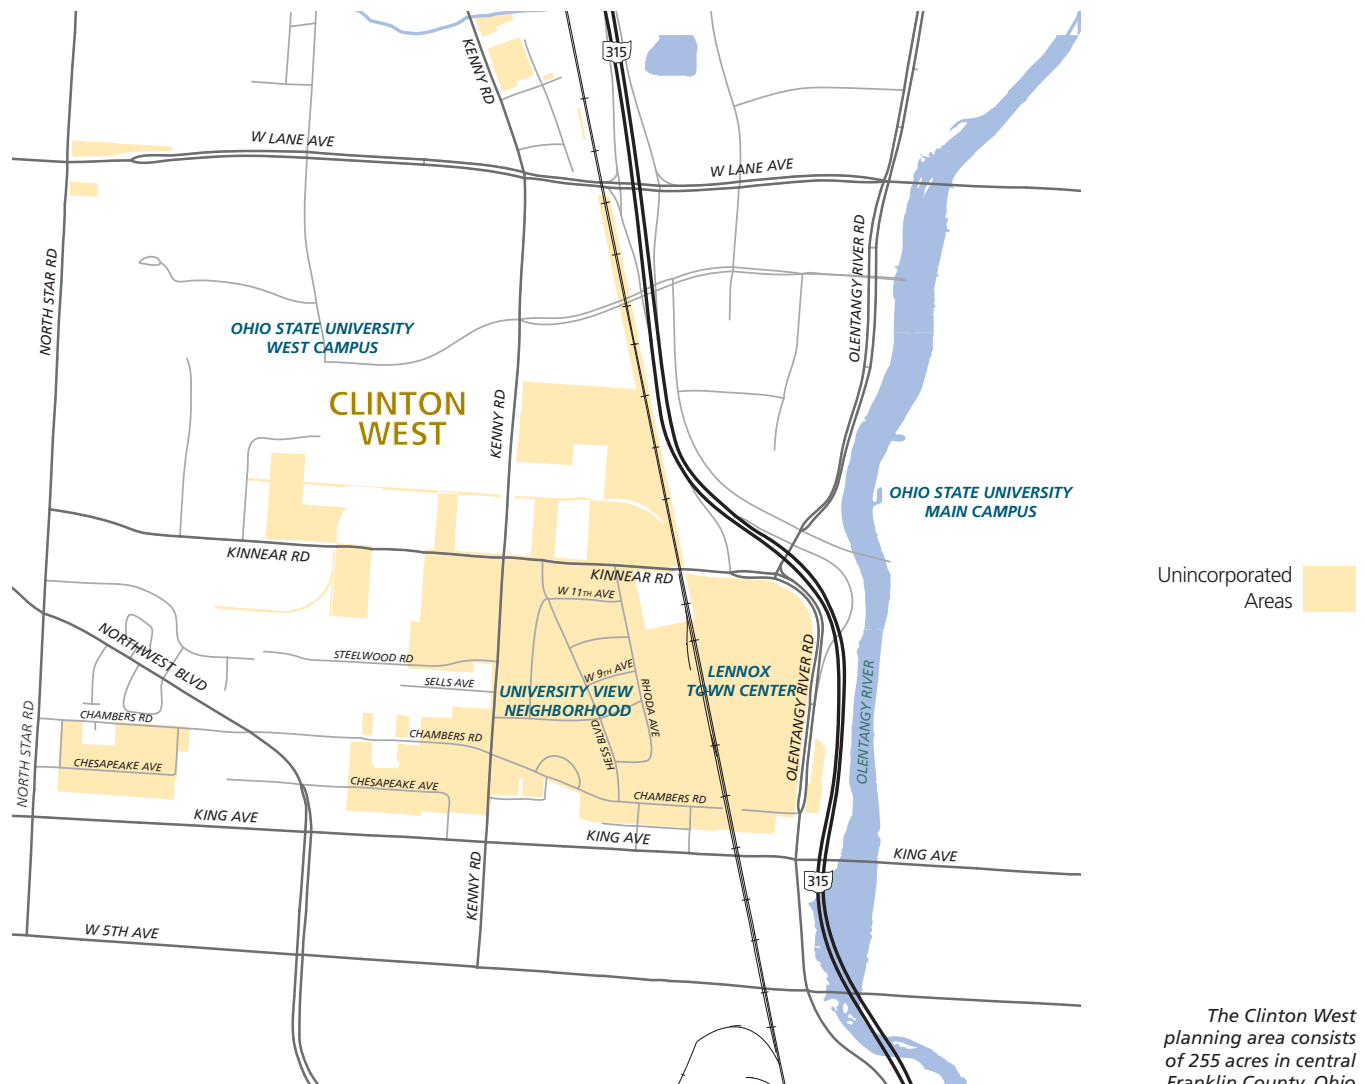 315
KENNY RD
W LANE AVE
W LANE AVE
NORTH STAR RD
OLENTANGY RIVER RD
OHIO STATE UNIVERSITY
WEST CAMPUS
CLINTON
WEST
KENNY RD
OHIO STATE UNIVERSITY
MAIN CAMPUS
KINNEAR RD
KINNEAR RD
Unincorporated
Areas
W 11TH AVE
NORTHWEST BLVD
STEELWOOD RD
W 9TH AVE
SELLS AVE
UNIVERSITY VIEW
NEIGHBORHOOD
LENNOX
TOWN CENTER
RHODA AVE
HESS BLVD
OLENTANGY RIVER RD
OLENTANGY RIVER
NORTH STAR RD
CHAMBERS RD
CHAMBERS RD
CHESAPEAKE AVE
CHESAPEAKE AVE
CHAMBERS RD
KING AVE
KING AVE
KING AVE
KENNY RD
315
W 5TH AVE
The Clinton West
planning area consists
of 255 acres in central
Franklin County, Ohio